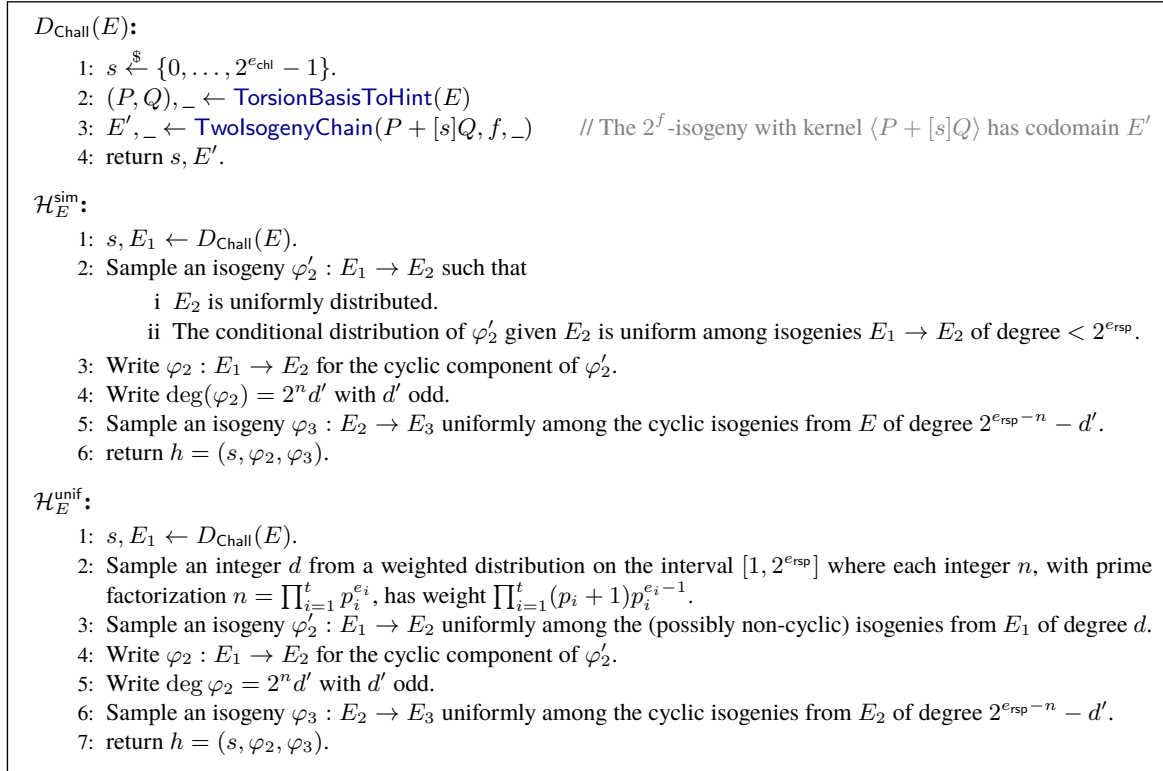 D_Chall(E):
1: s ←$ {0, …, 2^{e_chl} − 1}.
2: (P, Q), _ ← TorsionBasisToHint(E)
3: E′, _ ← TwoIsogenyChain(P + [s]Q, f, _) // The 2^f-isogeny with kernel ⟨P + [s]Q⟩ has codomain E′
4: return s, E′.
H_E^sim:
1: s, E_1 ← D_Chall(E).
2: Sample an isogeny φ′_2 : E_1 → E_2 such that
i E_2 is uniformly distributed.
ii The conditional distribution of φ′_2 given E_2 is uniform among isogenies E_1 → E_2 of degree < 2^{e_rsp}.
3: Write φ_2 : E_1 → E_2 for the cyclic component of φ′_2.
4: Write deg(φ_2) = 2^n d′ with d′ odd.
5: Sample an isogeny φ_3 : E_2 → E_3 uniformly among the cyclic isogenies from E of degree 2^{e_rsp−n} − d′.
6: return h = (s, φ_2, φ_3).
H_E^unif:
1: s, E_1 ← D_Chall(E).
2: Sample an integer d from a weighted distribution on the interval [1, 2^{e_rsp}] where each integer n, with prime
factorization n = ∏_{i=1}^t p_i^{e_i}, has weight ∏_{i=1}^t (p_i + 1)p_i^{e_i−1}.
3: Sample an isogeny φ′_2 : E_1 → E_2 uniformly among the (possibly non-cyclic) isogenies from E_1 of degree d.
4: Write φ_2 : E_1 → E_2 for the cyclic component of φ′_2.
5: Write deg φ_2 = 2^n d′ with d′ odd.
6: Sample an isogeny φ_3 : E_2 → E_3 uniformly among the cyclic isogenies from E_2 of degree 2^{e_rsp−n} − d′.
7: return h = (s, φ_2, φ_3).